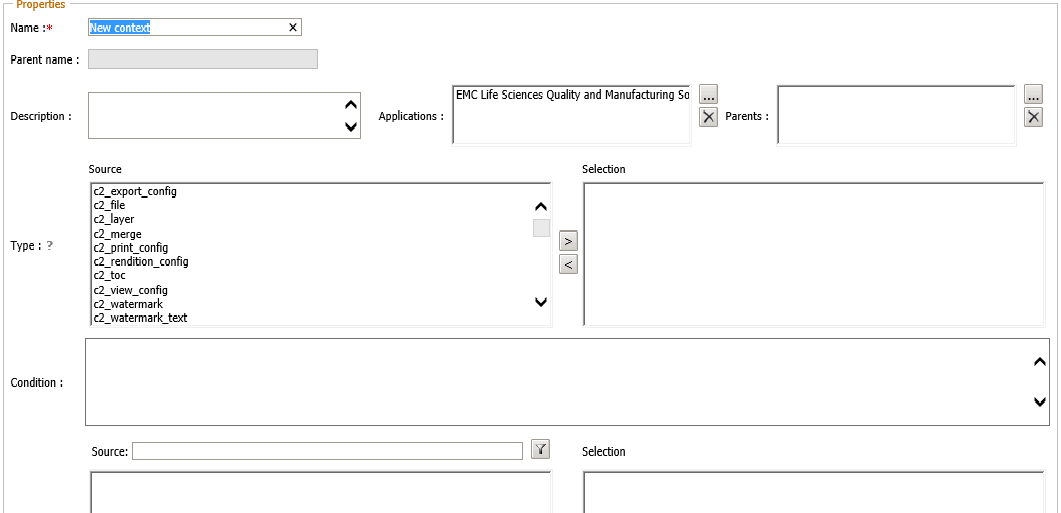 Properties
Name :*
New context
Parent name :
Description :
Applications :
EMC Life Sciences Quality and Manufacturing So
...
Parents :
...
Source
Selection
Type : ?
c2_export_config
c2_file
c2_layer
c2_merge
c2_print_config
c2_rendition_config
c2_toc
c2_view_config
c2_watermark
c2_watermark_text
>
<
Condition :
Source:
Selection